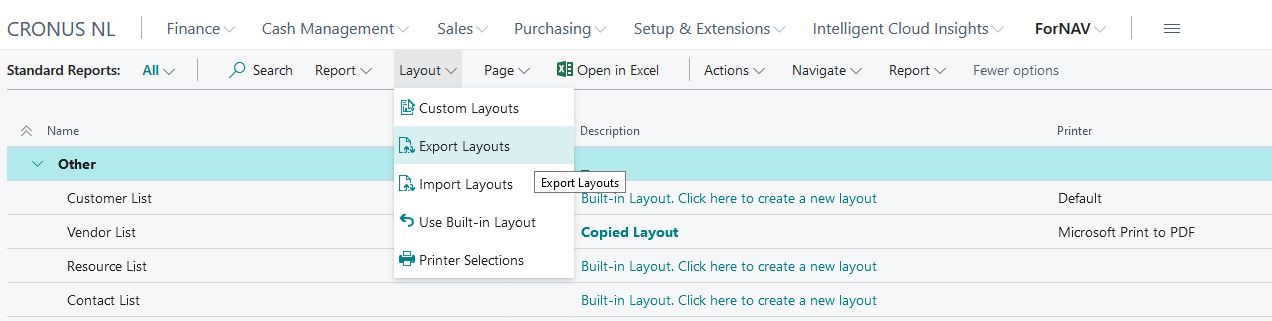 CRONUS NL Finance Cash Management Sales Purchasing Setup & Extensions Intelligent Cloud Insights ForNAV
Standard Reports: All Search Report Layout Page Open in Excel Actions Navigate Report Fewer options
Custom Layouts
Export Layouts
Import Layouts
Use Built-in Layout
Printer Selections
Export Layouts
Name Description Printer
Other
Customer List Built-in Layout. Click here to create a new layout Default
Vendor List Copied Layout Microsoft Print to PDF
Resource List Built-in Layout. Click here to create a new layout
Contact List Built-in Layout. Click here to create a new layout